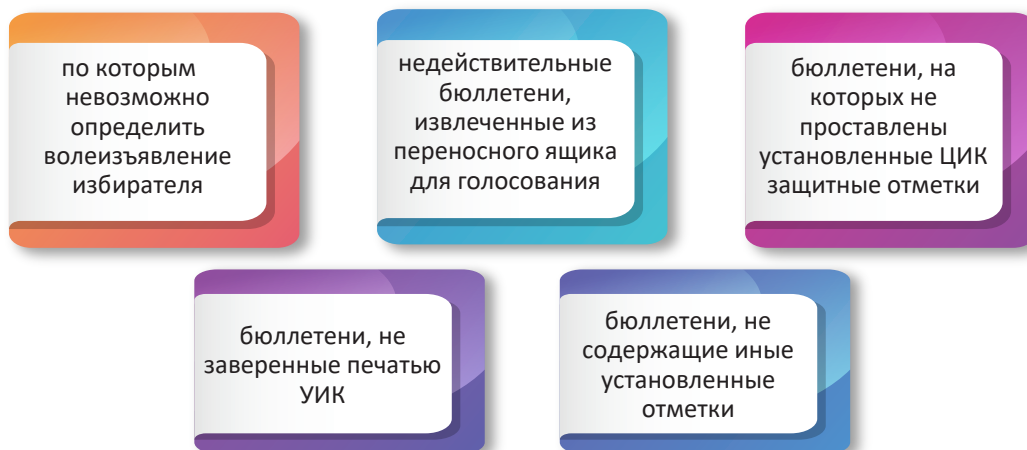 по которым
невозможно
определить
волеизъявление
избирателя
недействительные
бюллетени,
извлеченные из
переносного ящика
для голосования
бюллетени, на
которых не
проставлены
установленные ЦИК
защитные отметки
бюллетени, не
заверенные печатью
УИК
бюллетени, не
содержащие иные
установленные
отметки